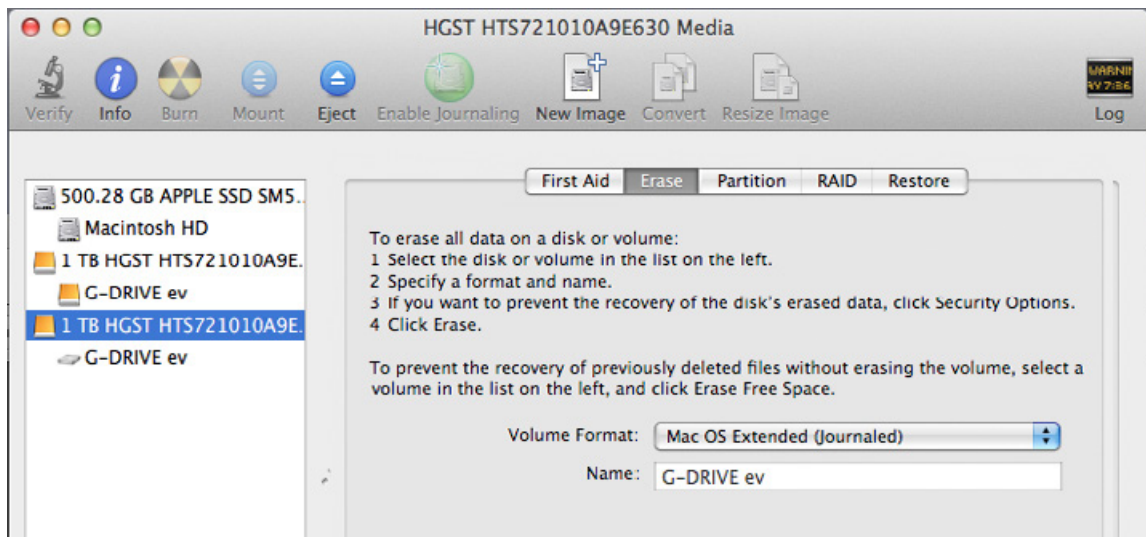 HGST HTS721010A9E630 Media
Verify Info Burn Mount Eject Enable Journaling New Image Convert Resize Image Log
WARNIN
AY 7:36
500.28 GB APPLE SSD SM5..
Macintosh HD
1 TB HGST HTS721010A9E.
G-DRIVE ev
1 TB HGST HTS721010A9E.
G-DRIVE ev
First Aid Erase Partition RAID Restore
To erase all data on a disk or volume:
1 Select the disk or volume in the list on the left.
2 Specify a format and name.
3 If you want to prevent the recovery of the disk's erased data, click Security Options.
4 Click Erase.
To prevent the recovery of previously deleted files without erasing the volume, select a
volume in the list on the left, and click Erase Free Space.
Volume Format: Mac OS Extended (Journaled)
Name: G-DRIVE ev